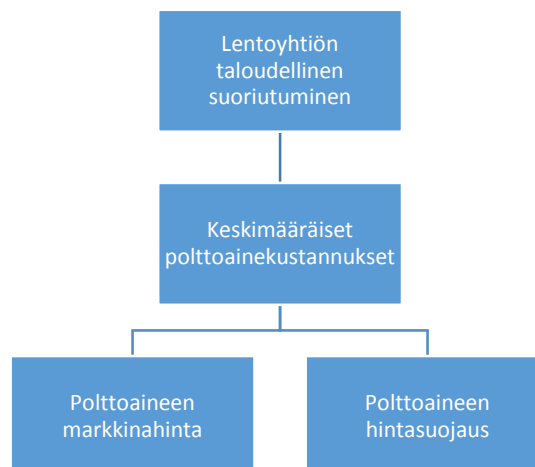 Lentoyhtiön
taloudellinen
suoriutuminen
Keskimääräiset
polttoainekustannukset
Polttoaineen
markkinahinta
Polttoaineen
hintasuojaus